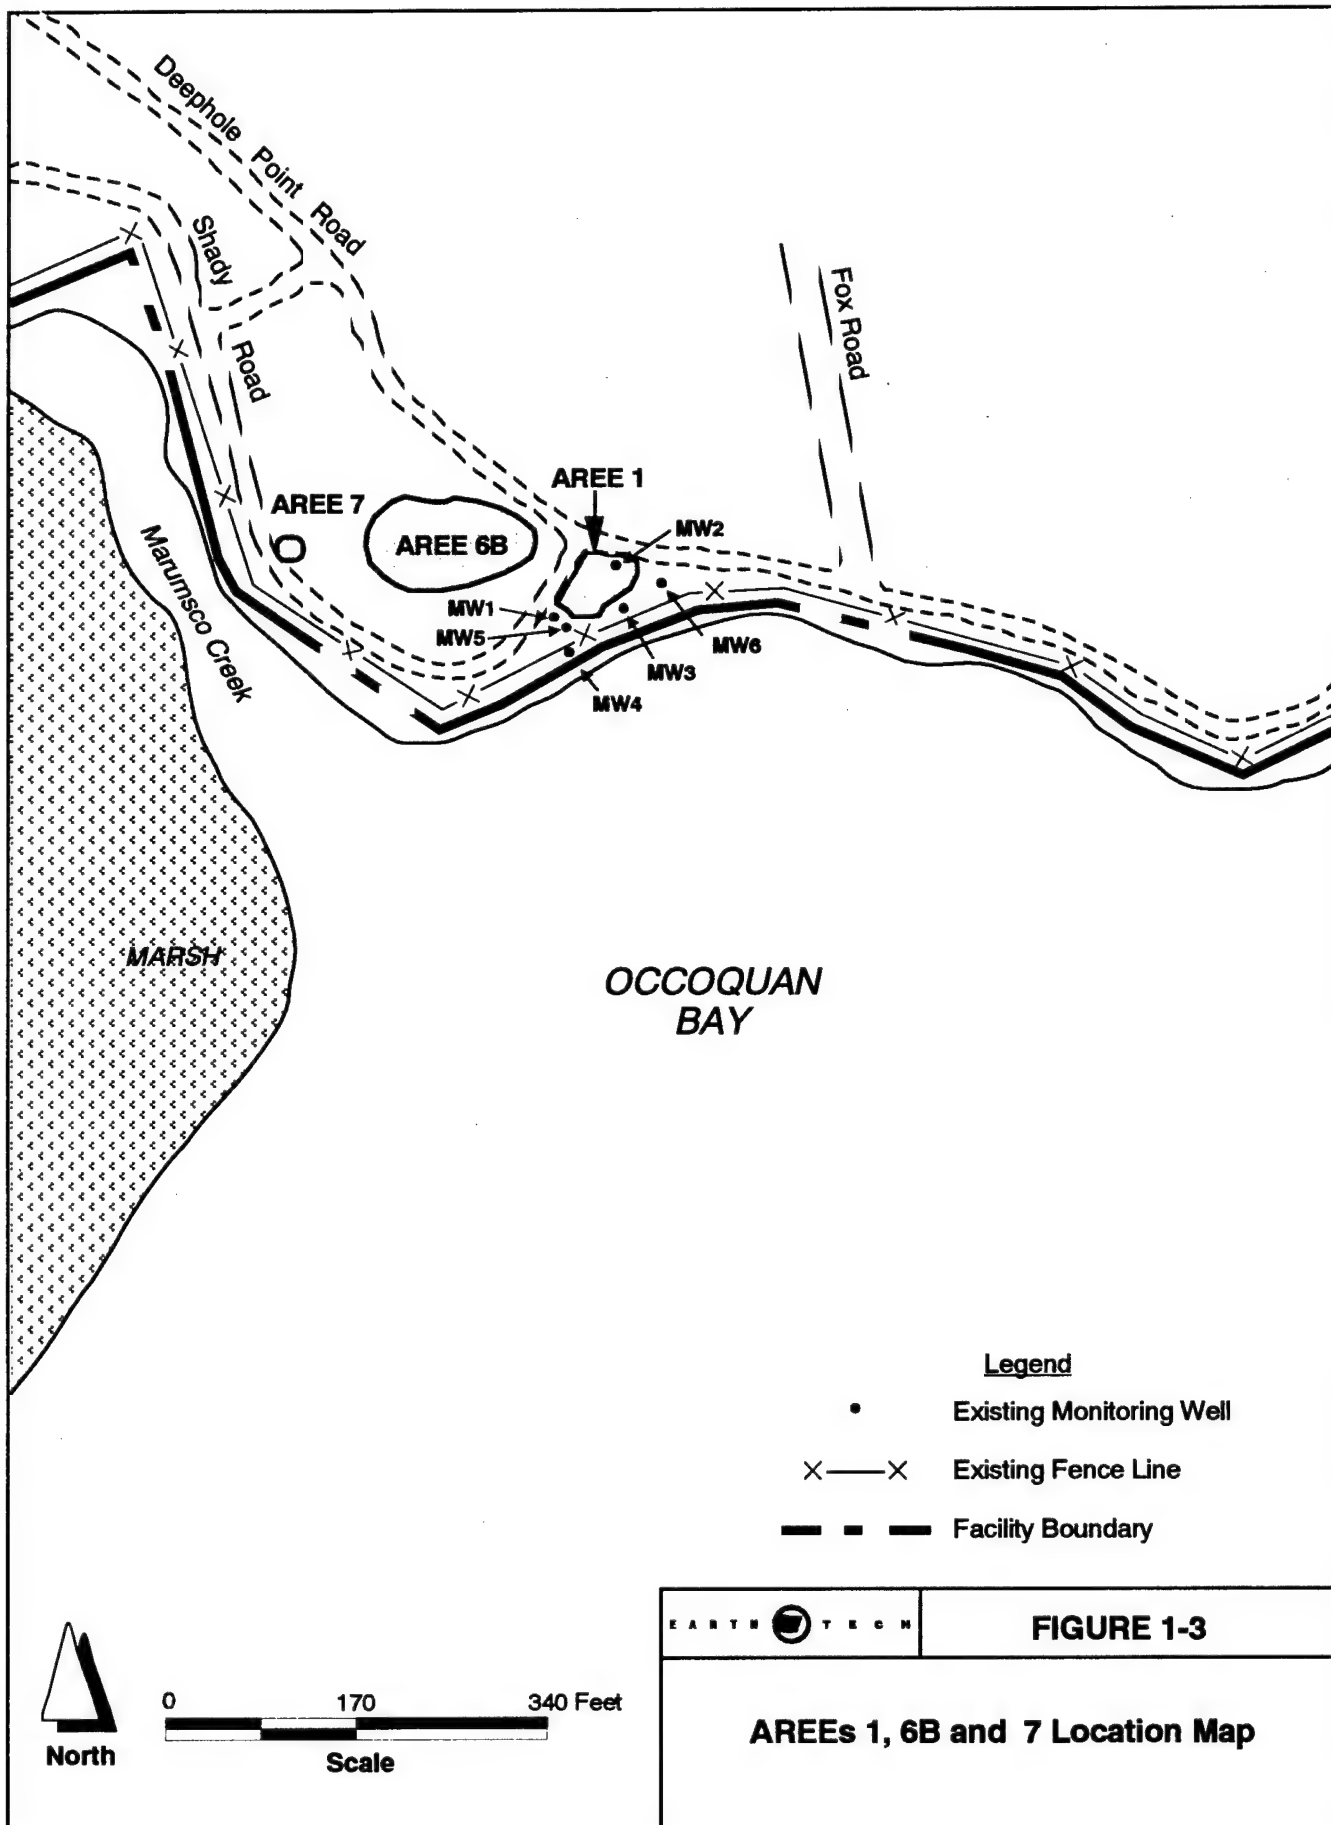 Deephole Point Road
Shady Road
Fox Road
AREE 1
AREE 7
MW2
AREE 6B
MW1
MW5
MW6
MW3
MW4
Marumsco Creek
MARSH
OCCOQUAN
BAY
Legend
Existing Monitoring Well
Existing Fence Line
Facility Boundary
EARTH TECH
FIGURE 1-3
0 170 340 Feet
Scale
North
AREEs 1, 6B and 7 Location Map